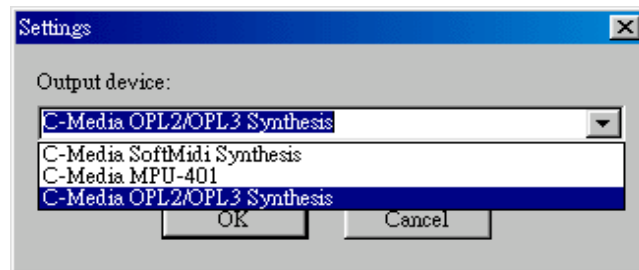 Settings
Output device:
C-Media OPL2/OPL3 Synthesis
C-Media SoftMidi Synthesis
C-Media MPU-401
C-Media OPL2/OPL3 Synthesis
OK
Cancel